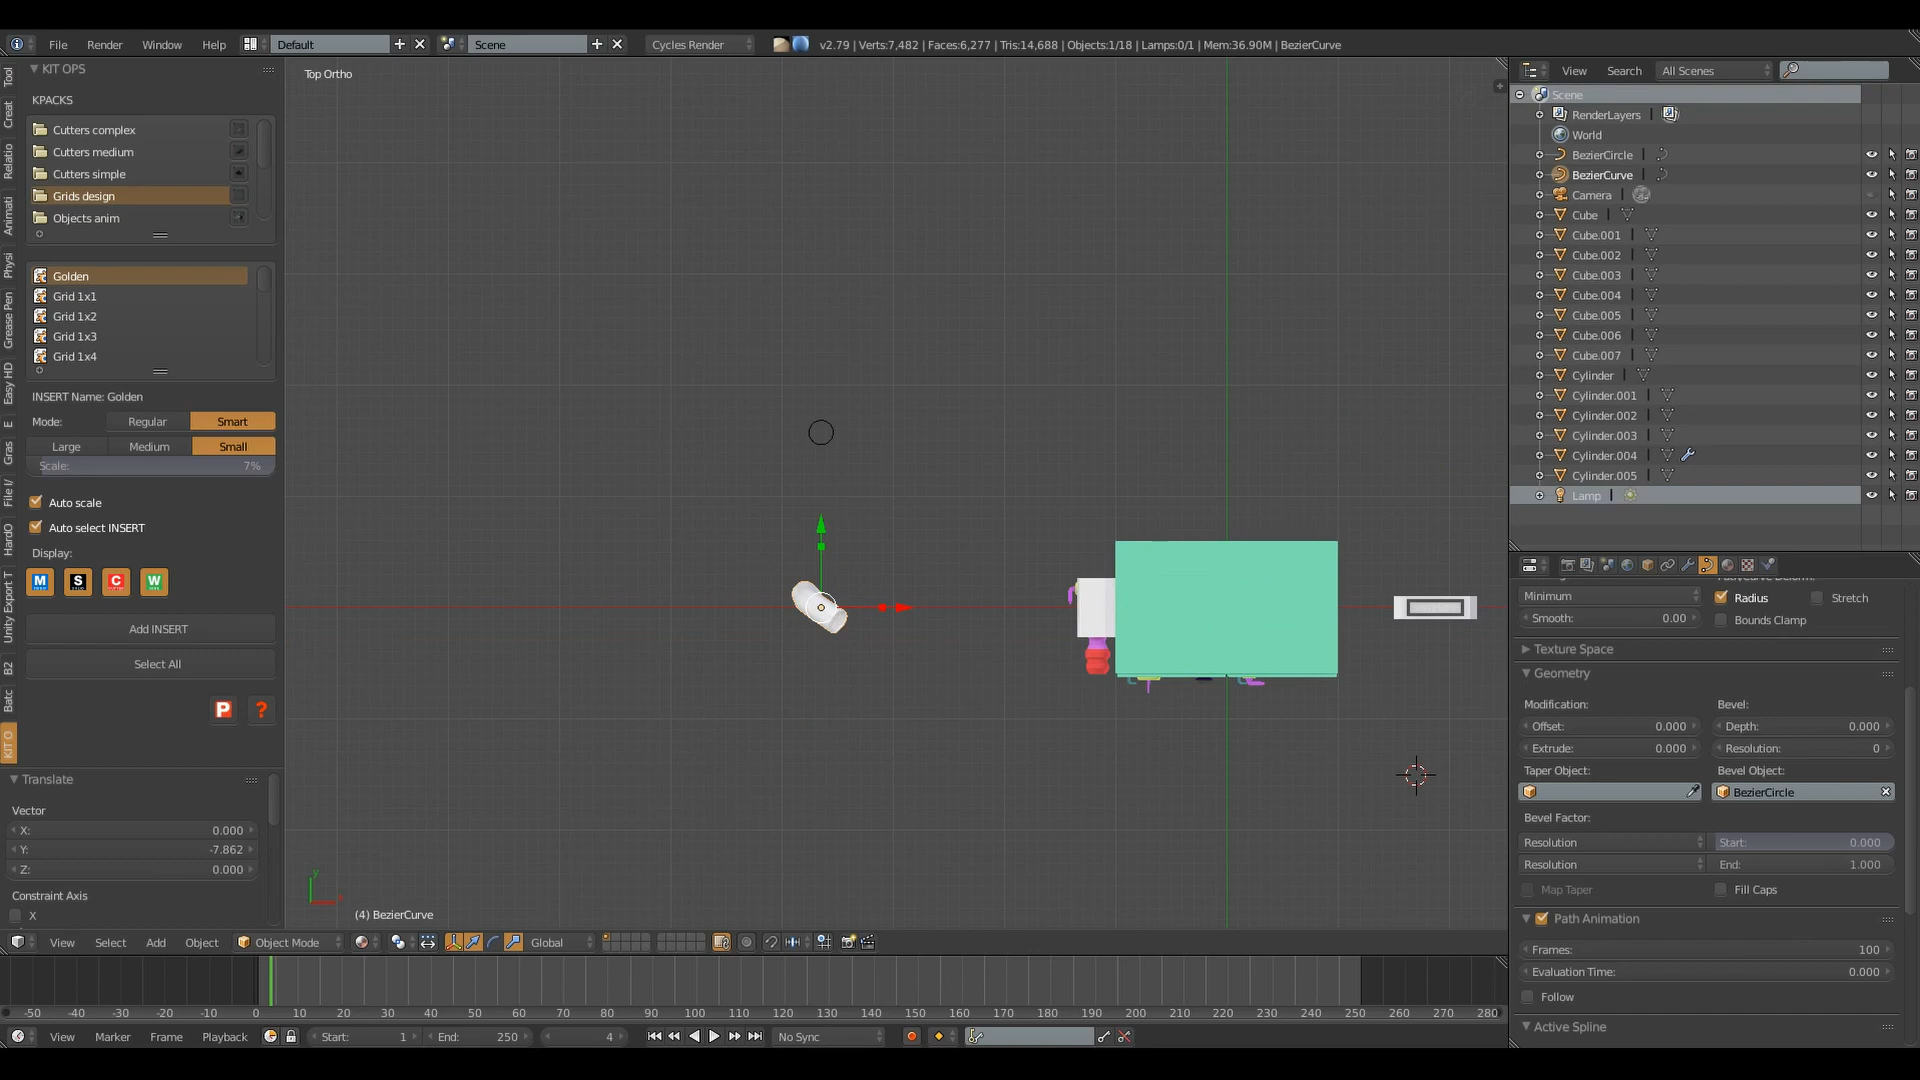 File Render Window Help Default Scene Cycles Render v2.79 | Verts:7,482 | Faces:6,277 | Tris:14,688 | Objects:1/18 | Lamps:0/1 | Mem:36.90M | BezierCurve
KIT OPS
KPACKS
Cutters complex
Cutters medium
Cutters simple
Grids design
Objects anim
Golden
Grid 1x1
Grid 1x2
Grid 1x3
Grid 1x4
INSERT Name: Golden
Mode: Regular Smart
Large Medium Small
Scale: 7%
Auto scale
Auto select INSERT
Display:
M S C W
Add INSERT
Select All
P ?
Translate
Vector
X: 0.000
Y: -7.862
Z: 0.000
Constraint Axis
X
Tool
Creat
Relatio
Animati
Physi
Grease Pen
Easy HD
E
Gras
File I/
HardO
Unity Export T
B2
Batc
KIT O
Top Ortho
y
(4) BezierCurve
View Select Add Object Object Mode Global
-50 -40 -30 -20 -10 0 10 20 30 40 50 60 70 80 90 100 110 120 130 140 150 160 170 180 190 200 210 220 230 240 250 260 270 280
View Marker Frame Playback Start: 1 End: 250 4 No Sync
View Search All Scenes
Scene
RenderLayers
World
BezierCircle
BezierCurve
Camera
Cube
Cube.001
Cube.002
Cube.003
Cube.004
Cube.005
Cube.006
Cube.007
Cylinder
Cylinder.001
Cylinder.002
Cylinder.003
Cylinder.004
Cylinder.005
Lamp
Minimum Radius Stretch
Smooth: 0.00 Bounds Clamp
Texture Space
Geometry
Modification: Bevel:
Offset: 0.000 Depth: 0.000
Extrude: 0.000 Resolution: 0
Taper Object: Bevel Object:
BezierCircle
Bevel Factor:
Resolution Start: 0.000
Resolution End: 1.000
Map Taper Fill Caps
Path Animation
Frames: 100
Evaluation Time: 0.000
Follow
Active Spline